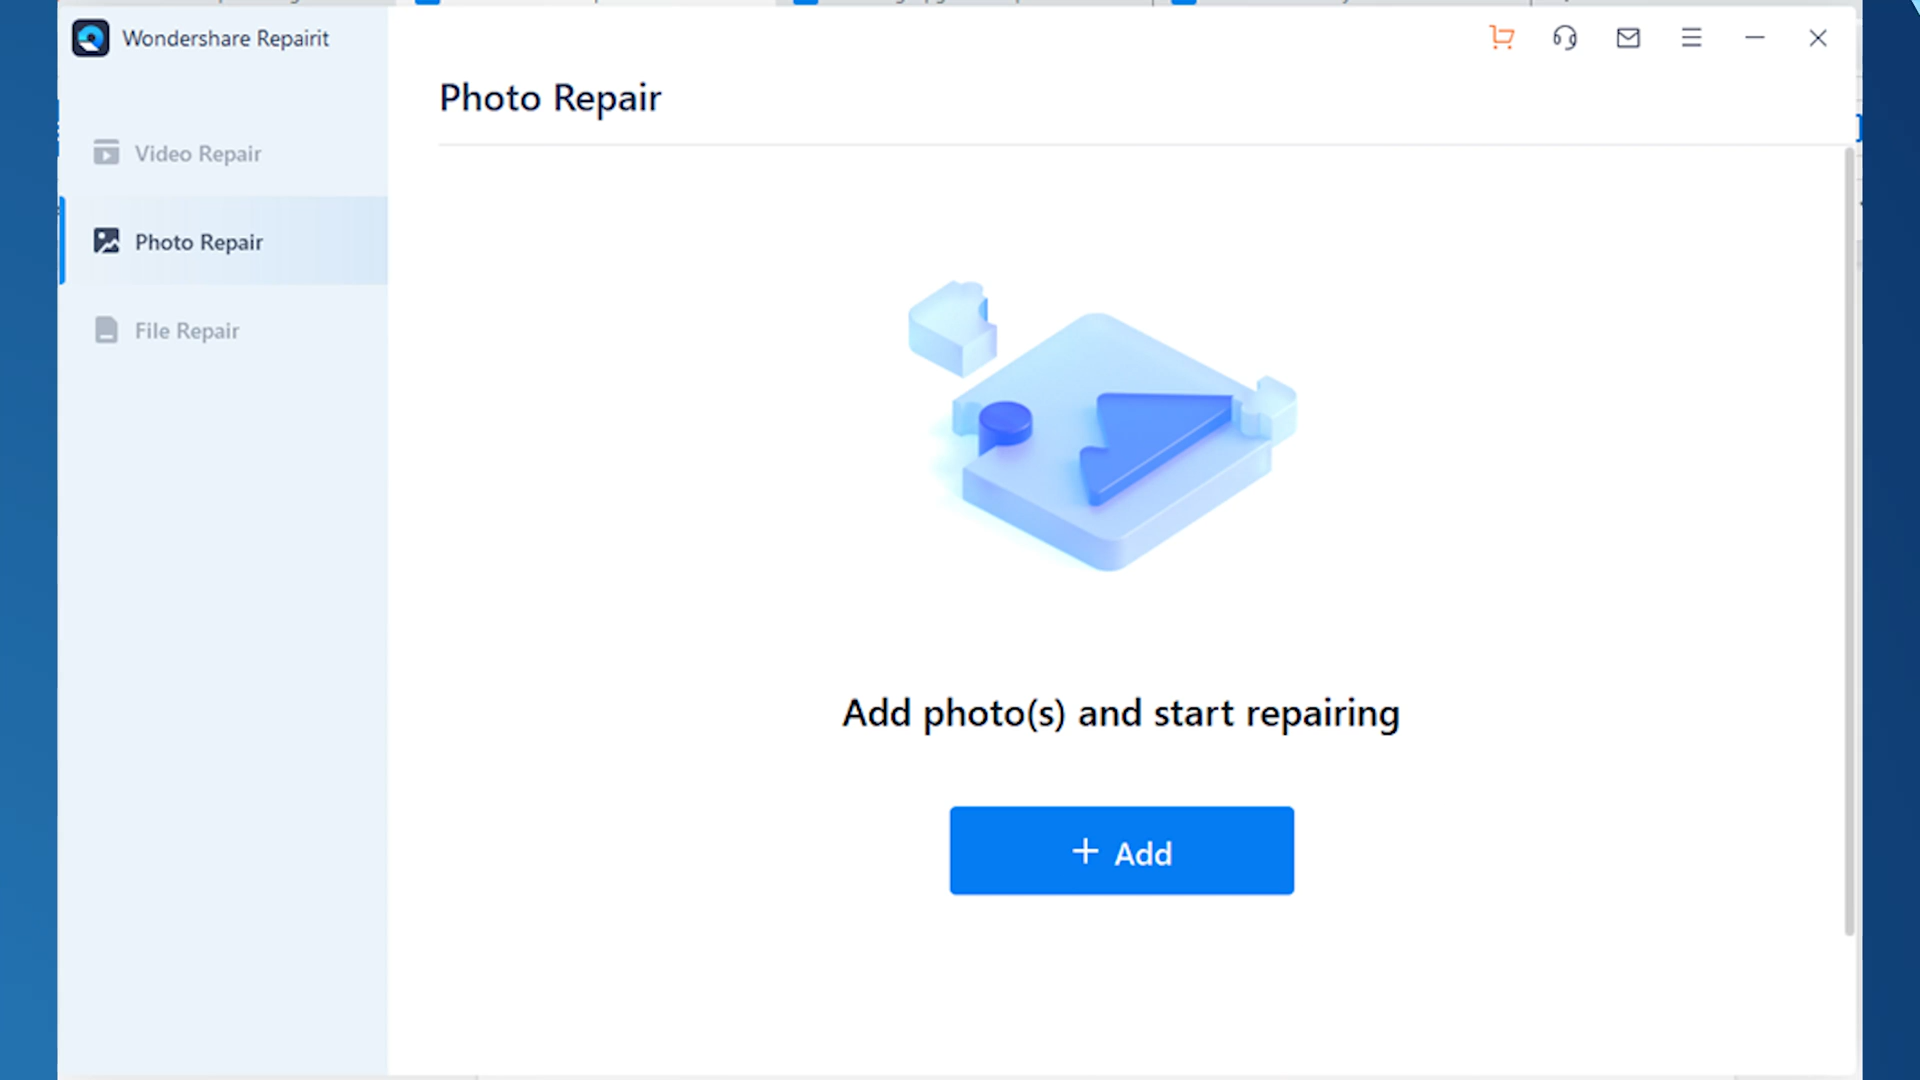 Wondershare Repairit
Photo Repair
Video Repair
Photo Repair
File Repair
Add photo(s) and start repairing
+ Add